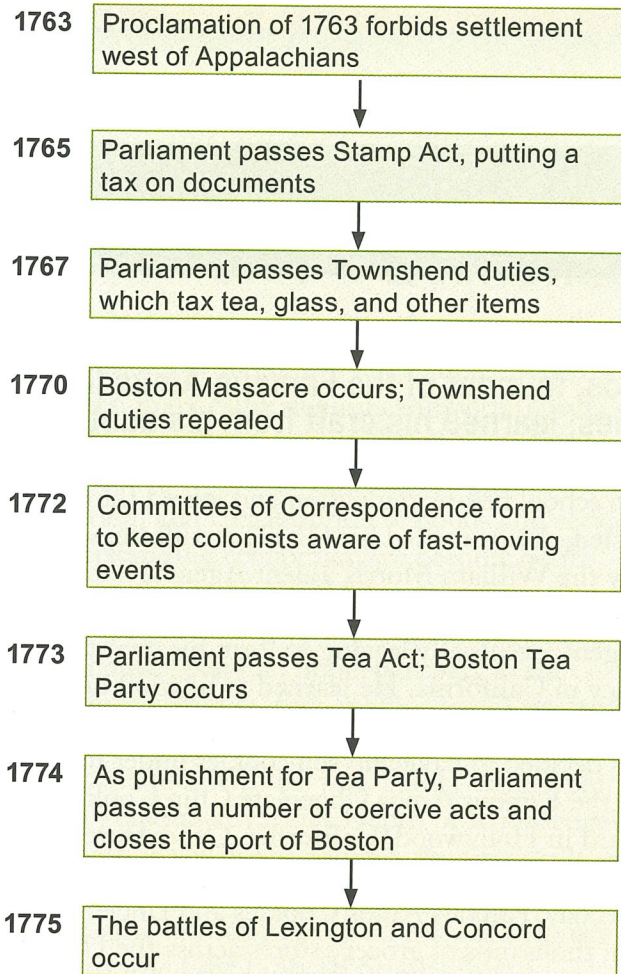 1763 Proclamation of 1763 forbids settlement
west of Appalachians
1765 Parliament passes Stamp Act, putting a
tax on documents
1767 Parliament passes Townshend duties,
which tax tea, glass, and other items
1770 Boston Massacre occurs; Townshend
duties repealed
1772 Committees of Correspondence form
to keep colonists aware of fast-moving
events
1773 Parliament passes Tea Act; Boston Tea
Party occurs
1774 As punishment for Tea Party, Parliament
passes a number of coercive acts and
closes the port of Boston
1775 The battles of Lexington and Concord
occur